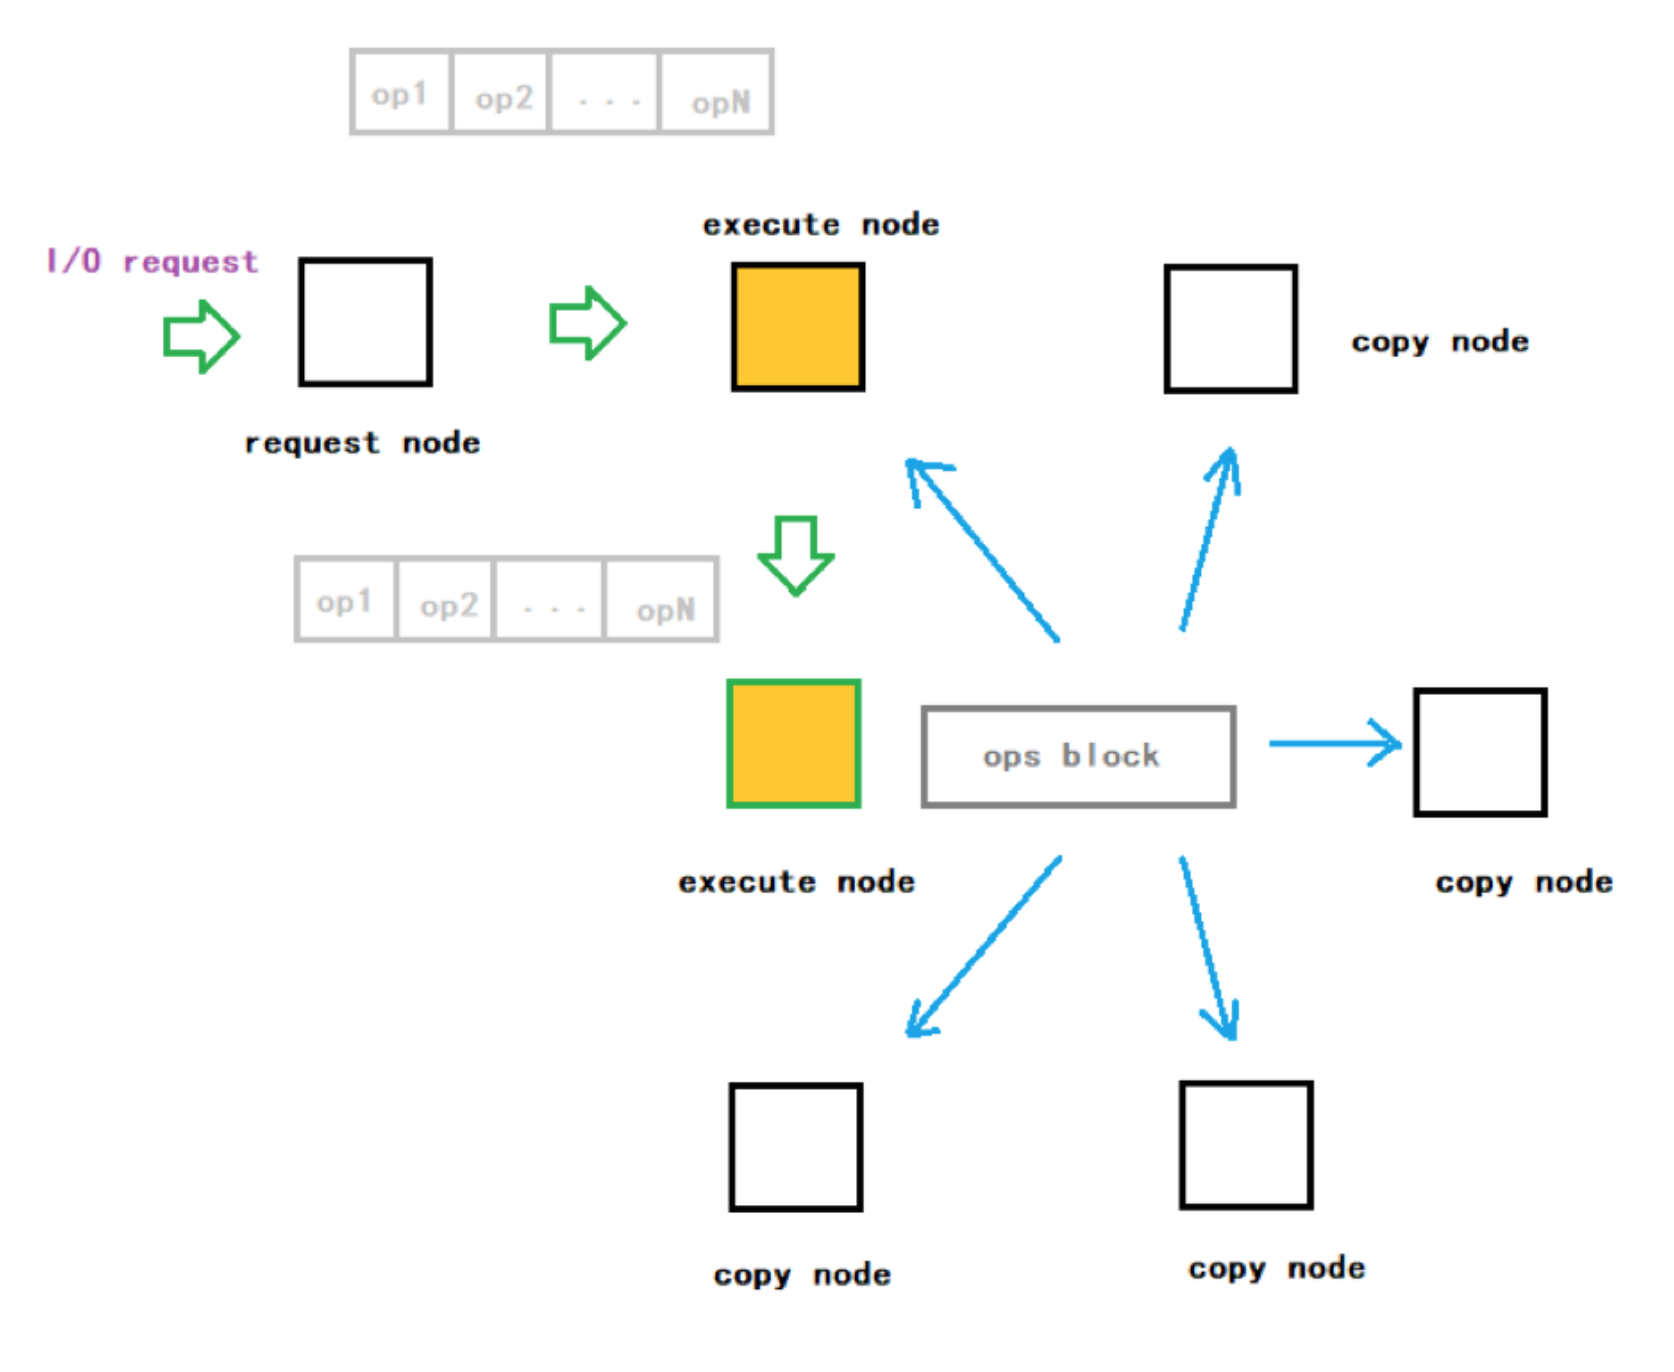 op1 op2 ... opN
execute node
I/O request
copy node
request node
op1 op2 ... opN
ops block
execute node
copy node
copy node
copy node